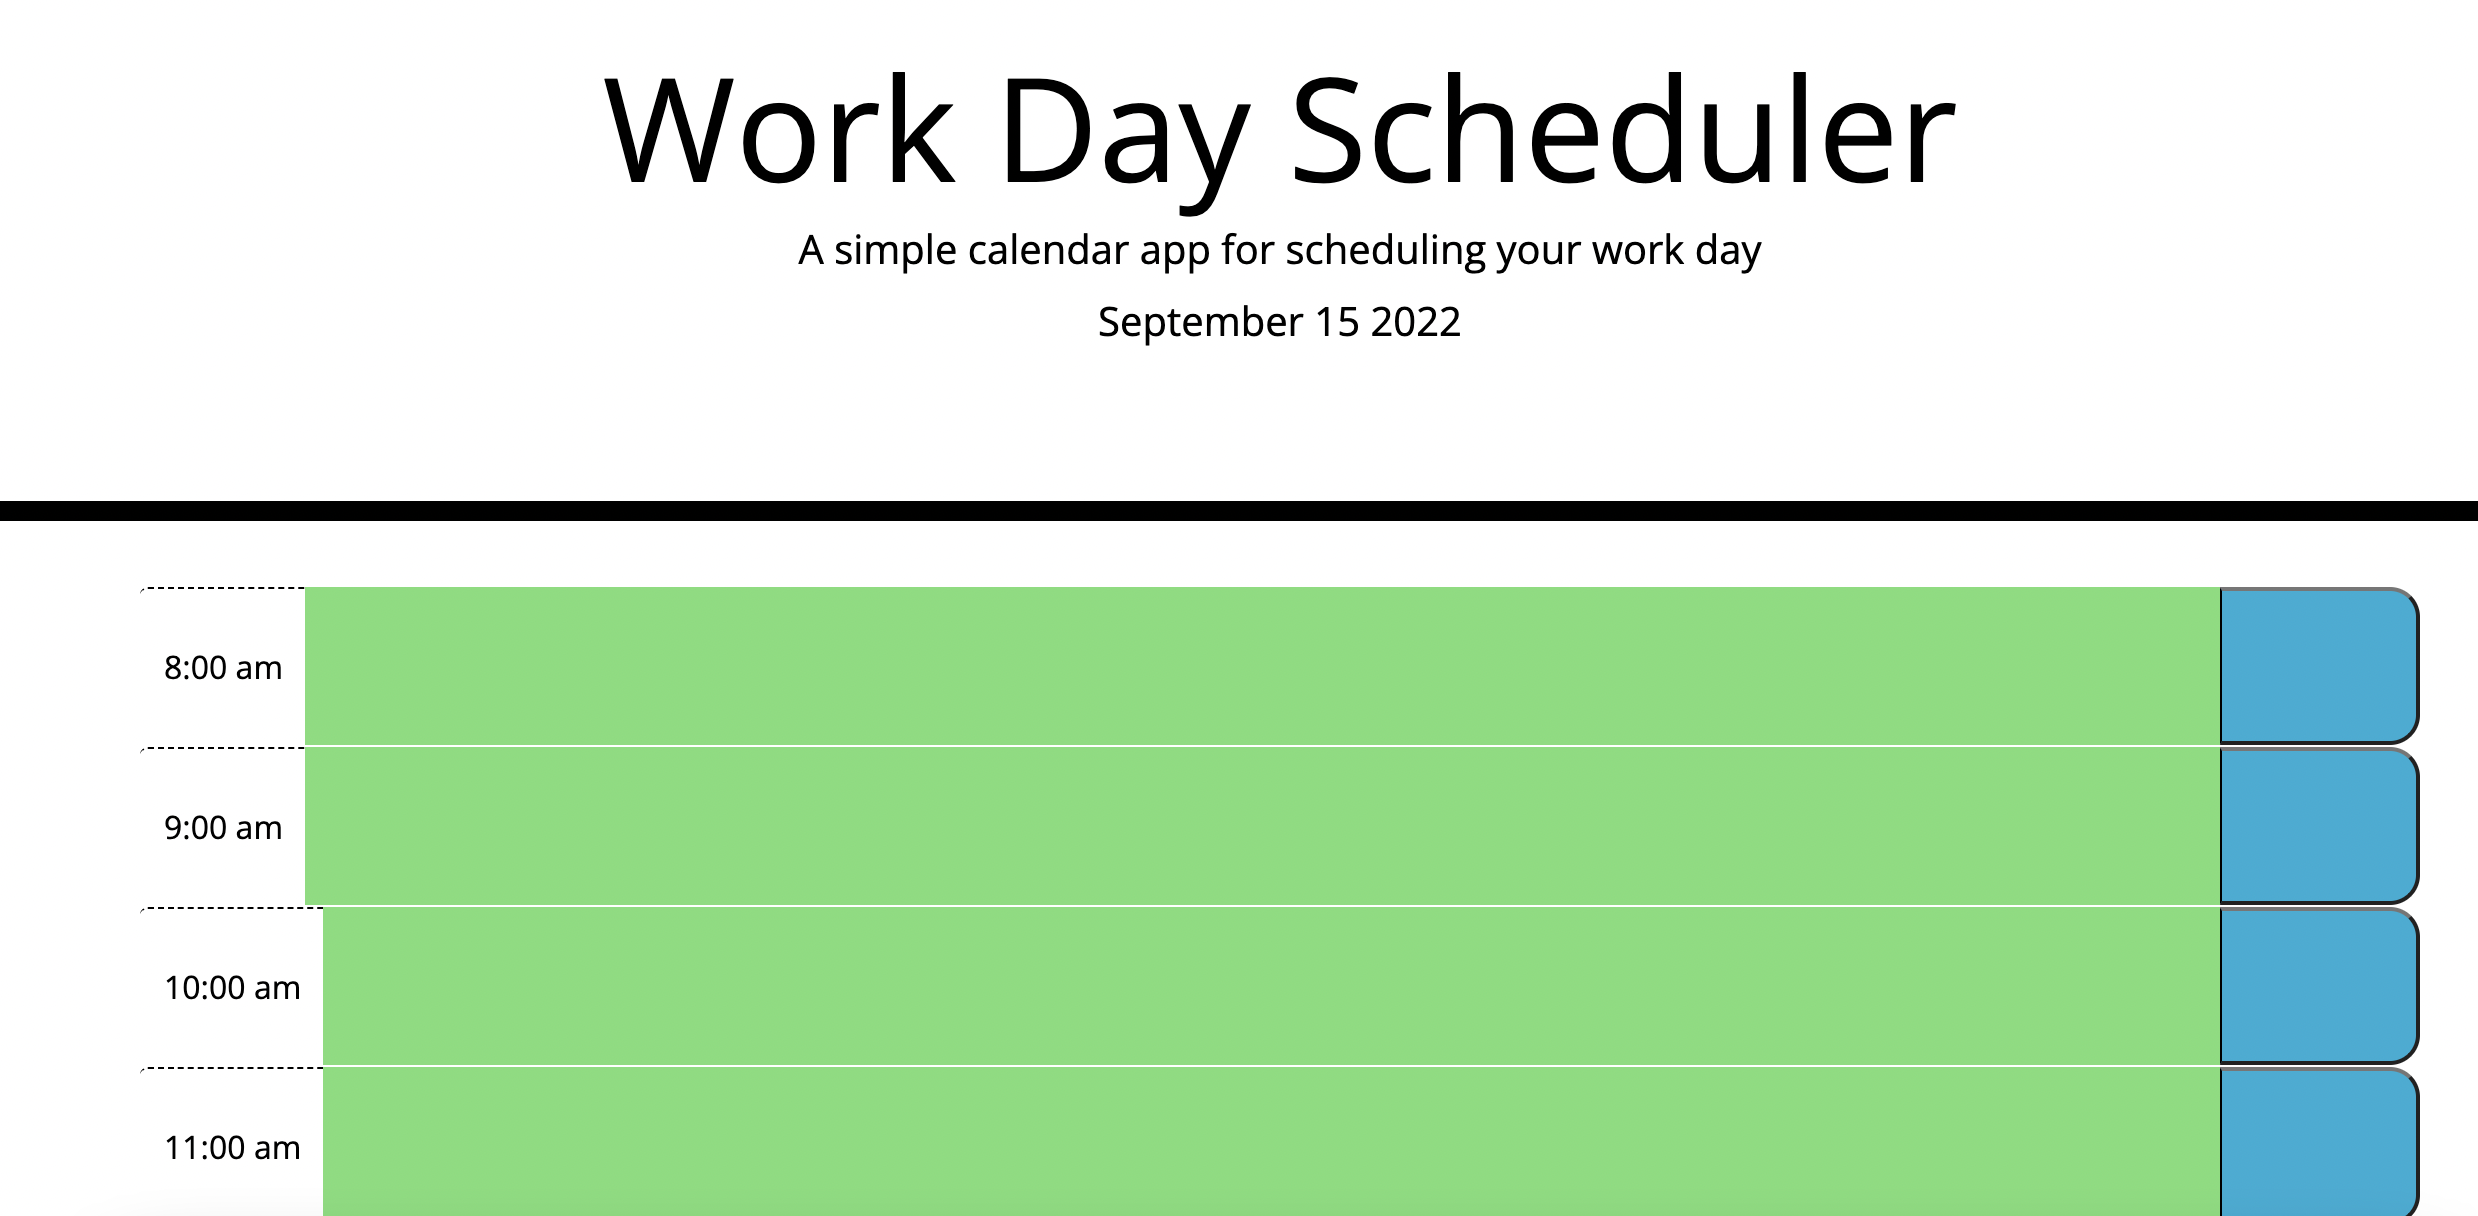 Work Day Scheduler
A simple calendar app for scheduling your work day
September 15 2022
8:00 am
9:00 am
10:00 am
11:00 am